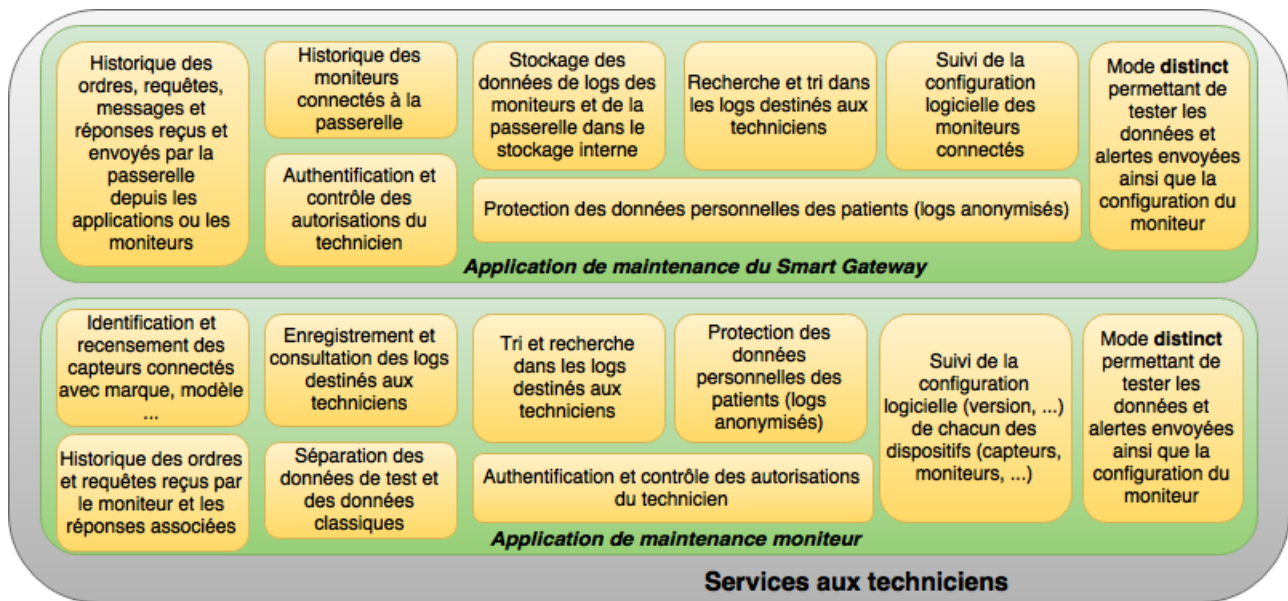 Historique des
ordres, requêtes,
messages et
réponses reçus et
envoyés par la
passerelle
depuis les
applications ou les
moniteurs
Historique des
moniteurs
connectés à la
passerelle
Authentification et
contrôle des
autorisations du
technicien
Stockage des
données de logs des
moniteurs et de la
passerelle dans le
stockage interne
Recherche et tri dans
les logs destinés aux
techniciens
Suivi de la
configuration
logicielle des
moniteurs
connectés
Protection des données personnelles des patients (logs anonymisés)
Mode distinct
permettant de
tester les
données et
alertes envoyées
ainsi que la
configuration du
moniteur
Application de maintenance du Smart Gateway
Identification et
recensement des
capteurs connectés
avec marque, modèle
...
Historique des ordres
et requêtes reçus par
le moniteur et les
réponses associées
Enregistrement et
consultation des logs
destinés aux
techniciens
Séparation des
données de test et
des données
classiques
Tri et recherche
dans les logs
destinés aux
techniciens
Protection des
données
personnelles des
patients (logs
anonymisés)
Authentification et contrôle des autorisations
du technicien
Suivi de la
configuration
logicielle (version, ...)
de chacun des
dispositifs (capteurs,
moniteurs, ...)
Mode distinct
permettant de
tester les
données et
alertes envoyées
ainsi que la
configuration du
moniteur
Application de maintenance moniteur
Services aux techniciens